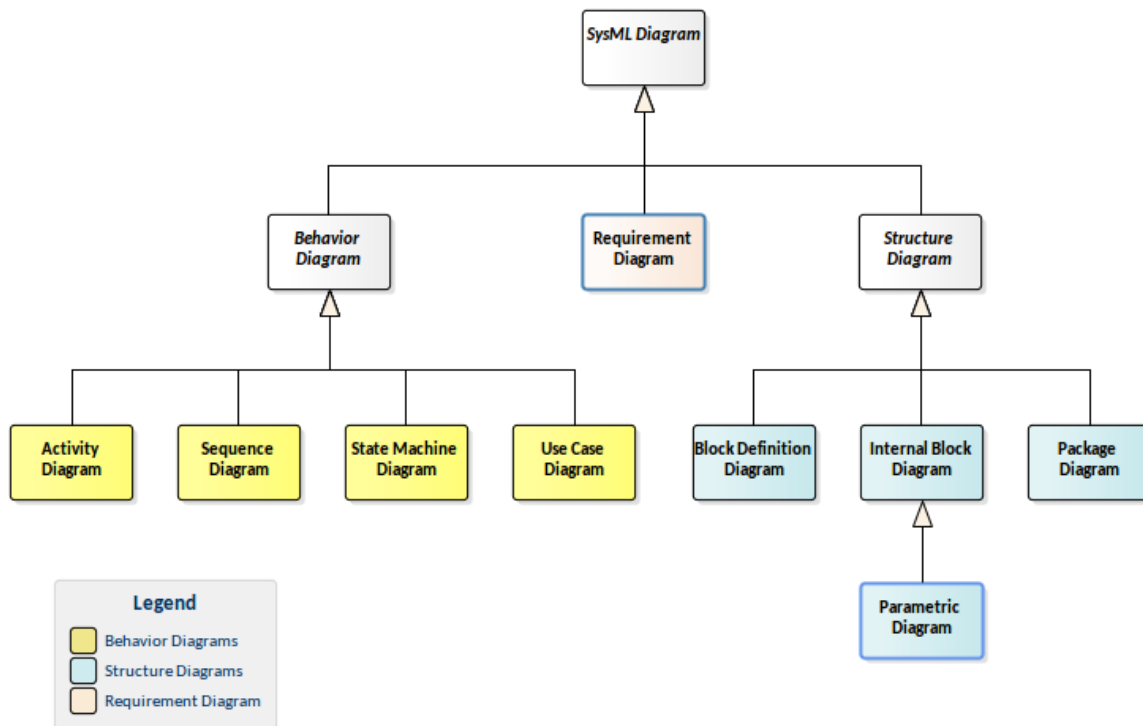 SysML Diagram
Behavior
Diagram
Requirement
Diagram
Structure
Diagram
Activity
Diagram
Sequence
Diagram
State Machine
Diagram
Use Case
Diagram
Block Definition
Diagram
Internal Block
Diagram
Package
Diagram
Parametric
Diagram
Legend
Behavior Diagrams
Structure Diagrams
Requirement Diagram